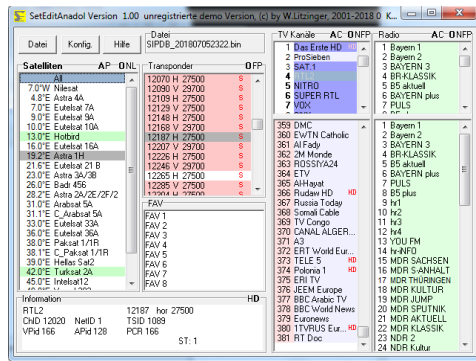 SetEditAnadol Version 1.00 unregistrierte demo Version, (c) by W.Litzinger, 2001-2018 0 K...
Datei
Konfig.
Hilfe
Datei
SIPDB_201807052322.bin
Satelliten A P O N L
All
7.0°W Nilesat
4.8°E Astra 4A
7.0°E Eutelsat 7A
9.0°E Eutelsat 9A
10.0°E Eutelsat 10A
13.0°E Hotbird
16.0°E Eutelsat 16A
19.2°E Astra 1H
21.6°E Eutelsat 21 B
23.0°E Astra 3A/3B
26.0°E Badr 456
28.2°E Astra 2A/2E/2F/2
31.0°E Arabsat 5A
31.1°E C_Arabsat 5A
33.0°E Eutelsat 33A
36.0°E Eutelsat 36A
38.0°E Paksat 1/1R
38.1°E C_Paksat 1/1R
39.0°E Hellas Sat2
42.0°E Turksat 2A
45.0°E Intelsat12
Transponder O F P
12070 H 27500 S
12090 V 29700 S
12109 H 27500 S
12129 V 29700 S
12148 H 27500 S
12168 V 29700 S
12187 H 27500 S
12207 V 29700 S
12226 H 27500 S
12246 V 29700 S
12265 H 27500 S
12285 V 27500 S
FAV
FAV 1
FAV 2
FAV 3
FAV 4
FAV 5
FAV 6
FAV 7
FAV 8
TV Kanäle A C O N F P
1 Das Erste HD HD
2 ProSieben
3 SAT.1
4 RTL2
5 NITRO
6 SUPER RTL
7 VOX
359 DMC
360 EWTN Catholic
361 Al Fady
362 2M Monde
363 ROSSIYA24
364 ETV
365 Al-Hayat
366 Rudaw HD HD
367 Russia Today
368 Somali Cable
369 TV Congo
370 CANAL ALGER...
371 A3
372 ERT World Eur...
373 TELE 5 HD
374 Polonia 1 HD
375 ERI TV
376 JEEM Europe
377 BBC Arabic TV
378 BBC World News
379 Euronews
380 1TVRUS Eur... HD
381 RT Doc
Radio A C O N F P
1 Bayern 1
2 Bayern 2
3 BAYERN 3
4 BR-KLASSIK
5 B5 aktuell
6 BAYERN plus
7 PULS
1 Bayern 1
2 Bayern 2
3 BAYERN 3
4 BR-KLASSIK
5 B5 aktuell
6 BAYERN plus
7 PULS
8 B5 plus
9 hr1
10 hr2
11 hr3
12 hr4
13 YOU FM
14 hr-iNFO
15 MDR SACHSEN
16 MDR S-ANHALT
17 MDR THÜRINGEN
18 MDR KULTUR
19 MDR JUMP
20 MDR SPUTNIK
21 MDR AKTUELL
22 MDR KLASSIK
23 NDR 2
24 NDR Kultur
Information HD
RTL2 12187 hor 27500
ChID 12020 NetID 1 TSID 1089
VPid 166 APid 128 PCR 166
ST: 1